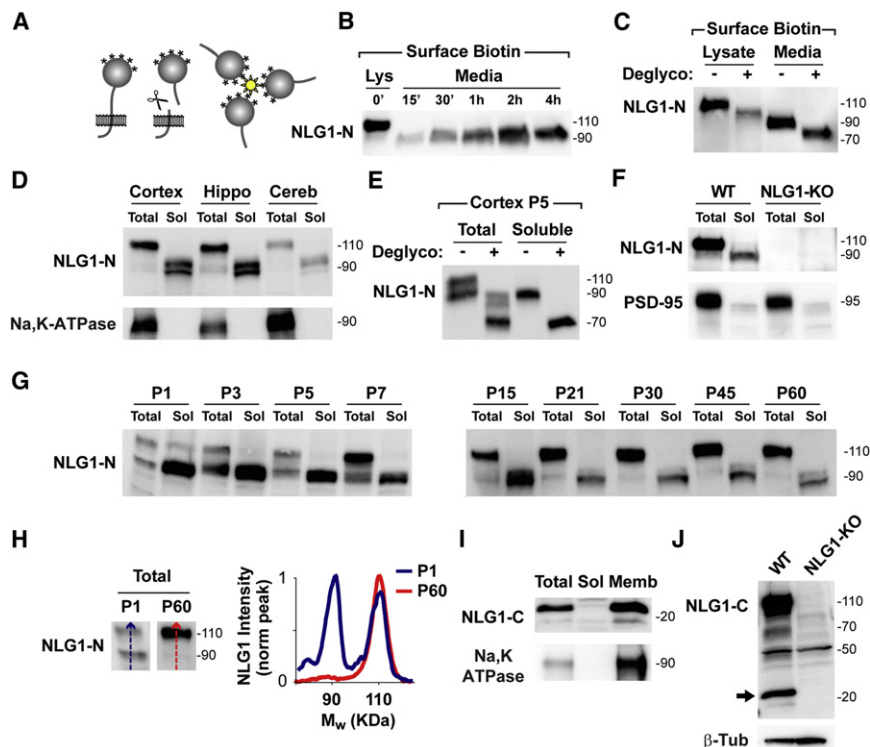 A
B
Surface Biotin
Lys Media
0' 15' 30' 1h 2h 4h
NLG1-N
-110
-90
C
Surface Biotin
Lysate Media
Deglyco: - + - +
NLG1-N
-110
-90
-70
D
Cortex Hippo Cereb
Total Sol Total Sol Total Sol
NLG1-N
-110
-90
Na,K-ATPase
-90
E
Cortex P5
Total Soluble
Deglyco: - + - +
NLG1-N
-110
-90
-70
F
WT NLG1-KO
Total Sol Total Sol
NLG1-N
-110
-90
PSD-95
-95
G
P1 P3 P5 P7
Total Sol Total Sol Total Sol Total Sol
NLG1-N
P15 P21 P30 P45 P60
Total Sol Total Sol Total Sol Total Sol Total Sol
-110
-90
H
Total
P1 P60
NLG1-N
-110
-90
NLG1 Intensity
(norm peak)
1
0
P1
P60
90 110
Mw (KDa)
I
Total Sol Memb
NLG1-C
-20
Na,K
ATPase
-90
J
WT NLG1-KO
NLG1-C
-110
-70
-50
-20
β-Tub